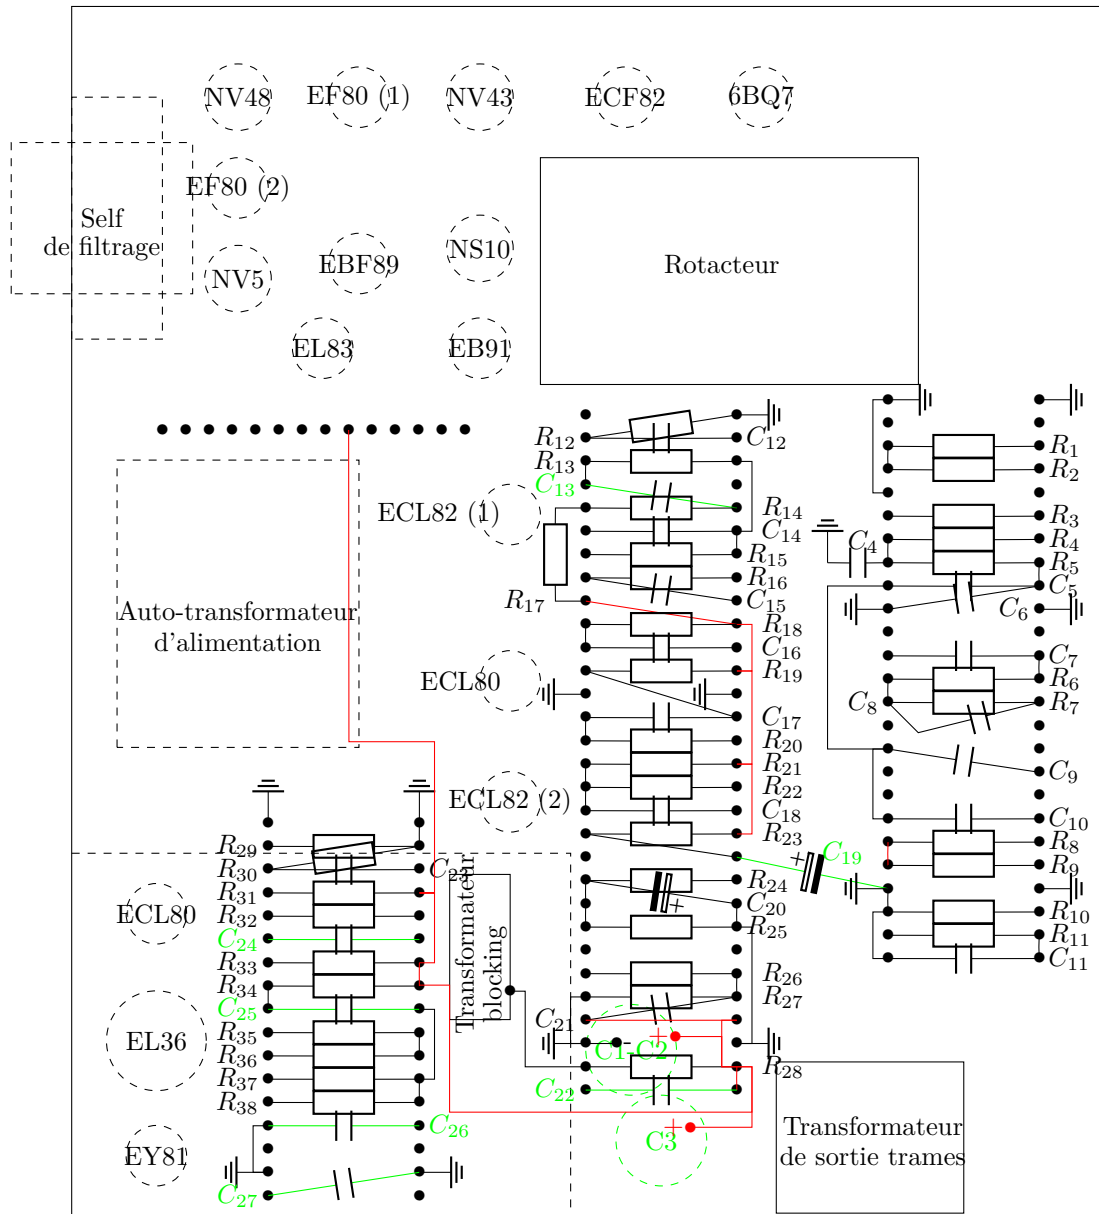 NV48
EF80 (1)
NV43
ECF82
6BQ7
EF80 (2)
Self
de filtrage
NV5
EBF89
NS10
Rotacteur
EL83
EB91
R12
C12
R1
R13
R2
C13
ECL82 (1)
R14
R3
C14
C4
R4
R15
R5
R16
C5
R17
C15
C6
Auto-transformateur
d'alimentation
R18
C16
C7
R19
R6
ECL80
C8
R7
C17
R20
R21
C9
R22
ECL82 (2)
C18
C10
R23
R8
R29
C19
R9
R30
C23
R24
R31
+
C20
R10
ECL80
R32
+
R25
R11
C24
C11
R33
Transformateur
blocking
R26
R34
R27
C25
C21
R35
EL36
C1-C2
-
+
R36
R28
R37
C22
R38
C26
C3
+
Transformateur
de sortie trames
EY81
C27